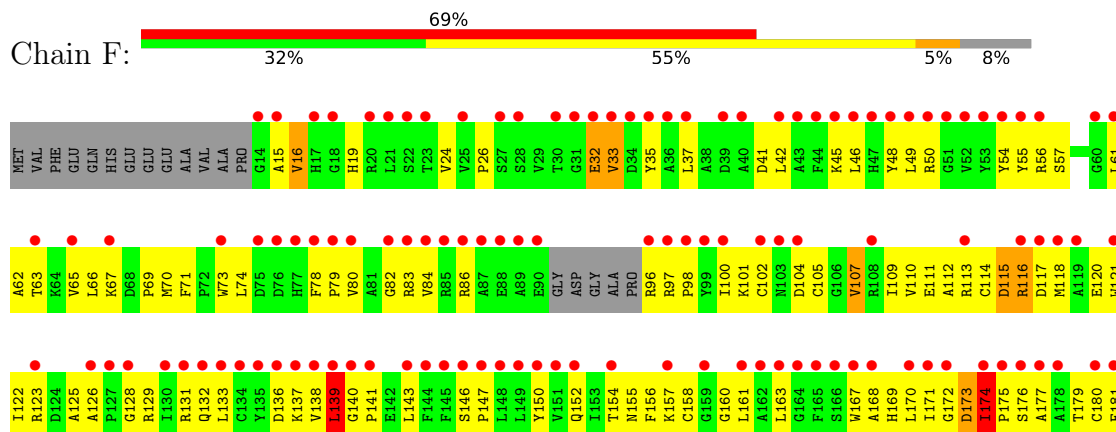 69%
Chain F:
32% 55% 5% 8%
MET VAL PHE GLU GLN HIS GLU GLU GLU ALA VAL ALA PRO G14 A15 V16 H17 G18 H19 R20 L21 S22 T23 V24 V25 P26 S27 S28 V29 T30 G31 E32 V33 D34 Y35 A36 L37 A38 D39 A40 D41 L42 A43 F44 K45 L46 H47 Y48 L49 R50 G51 V52 Y53 Y54 Y55 R56 S57 G60 L61
A62 T63 K64 V65 L66 K67 D68 P69 M70 F71 P72 W73 L74 D75 D76 H77 F78 P79 V80 A81 G82 R83 V84 R85 R86 A87 E88 A89 E90 GLY ASP GLY ALA PRO R96 R97 P98 Y99 I100 K101 C102 N103 D104 C105 G106 V107 R108 I109 V110 E111 A112 R113 C114 D115 R116 D117 M118 A119 E120 W121
I122 R123 D124 A125 A126 P127 G128 R129 I130 R131 Q132 L133 C134 Y135 D136 K137 V138 L139 G140 P141 E142 L143 F144 F145 S146 P147 L148 L149 Y150 V151 Q152 I153 T154 N155 F156 K157 C158 G159 L161 A162 L163 G164 F165 S166 W167 A168 H169 L170 I171 G172 D173 I174 P175 S176 A177 A178 T179 C180